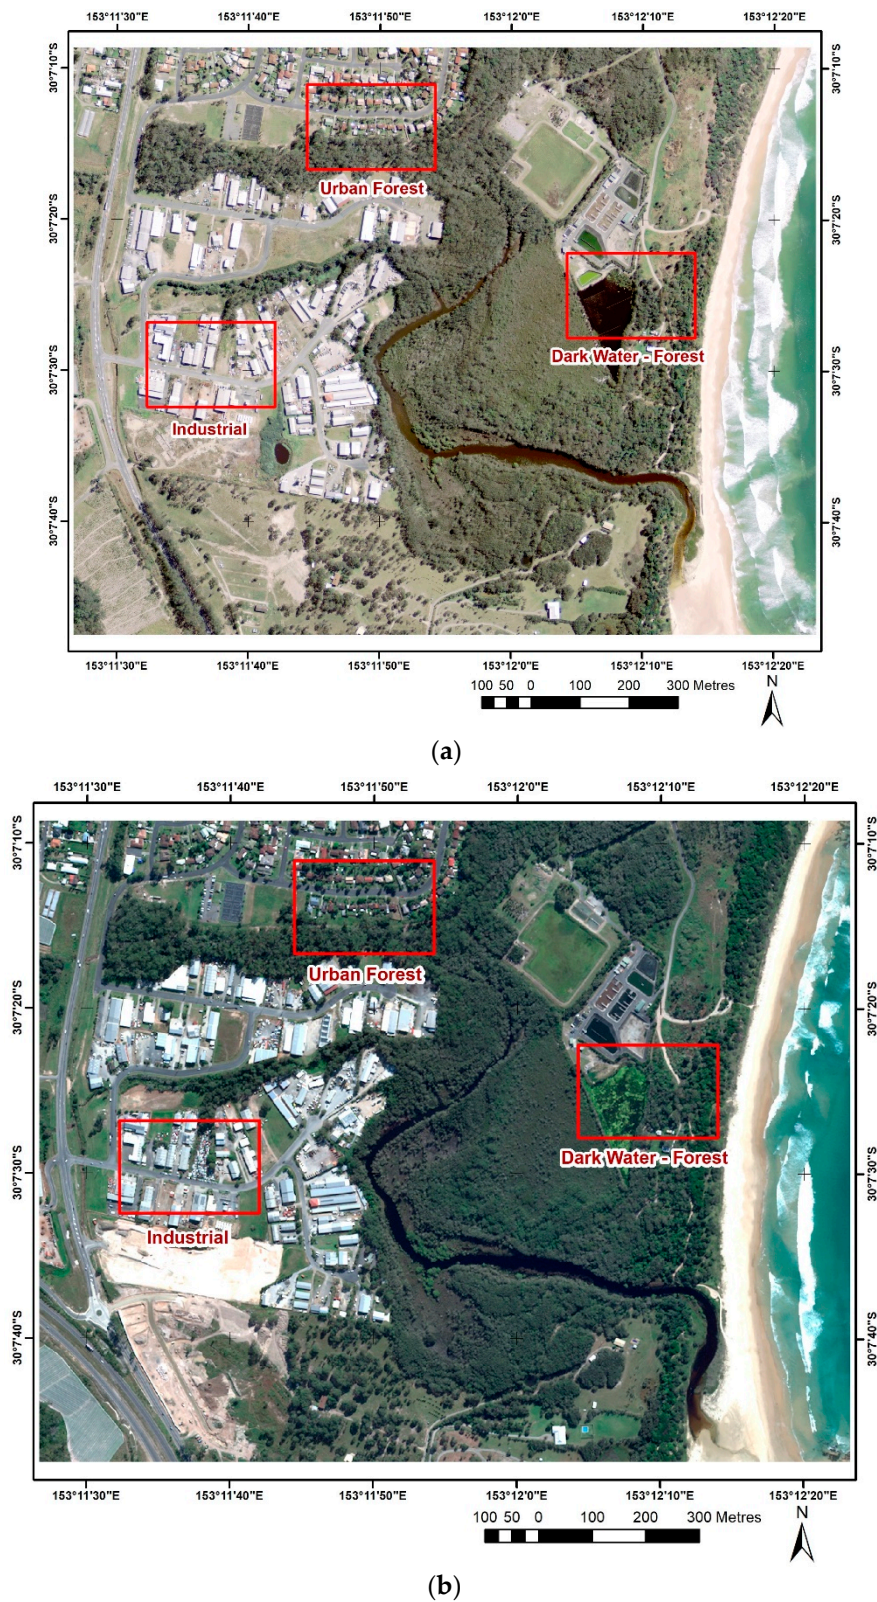 153°11'30"E 153°11'40"E 153°11'50"E 153°12'0"E 153°12'10"E 153°12'20"E
30°7'10"S 30°7'10"S
Urban Forest
30°7'20"S 30°7'20"S
Dark Water - Forest
30°7'30"S 30°7'30"S
Industrial
30°7'40"S 30°7'40"S
153°11'30"E 153°11'40"E 153°11'50"E 153°12'0"E 153°12'10"E 153°12'20"E
N
100 50 0 100 200 300 Metres
(a)
153°11'30"E 153°11'40"E 153°11'50"E 153°12'0"E 153°12'10"E 153°12'20"E
30°7'10"S 30°7'10"S
Urban Forest
30°7'20"S 30°7'20"S
Dark Water - Forest
30°7'30"S 30°7'30"S
Industrial
30°7'40"S 30°7'40"S
153°11'30"E 153°11'40"E 153°11'50"E 153°12'0"E 153°12'10"E 153°12'20"E
N
100 50 0 100 200 300 Metres
(b)